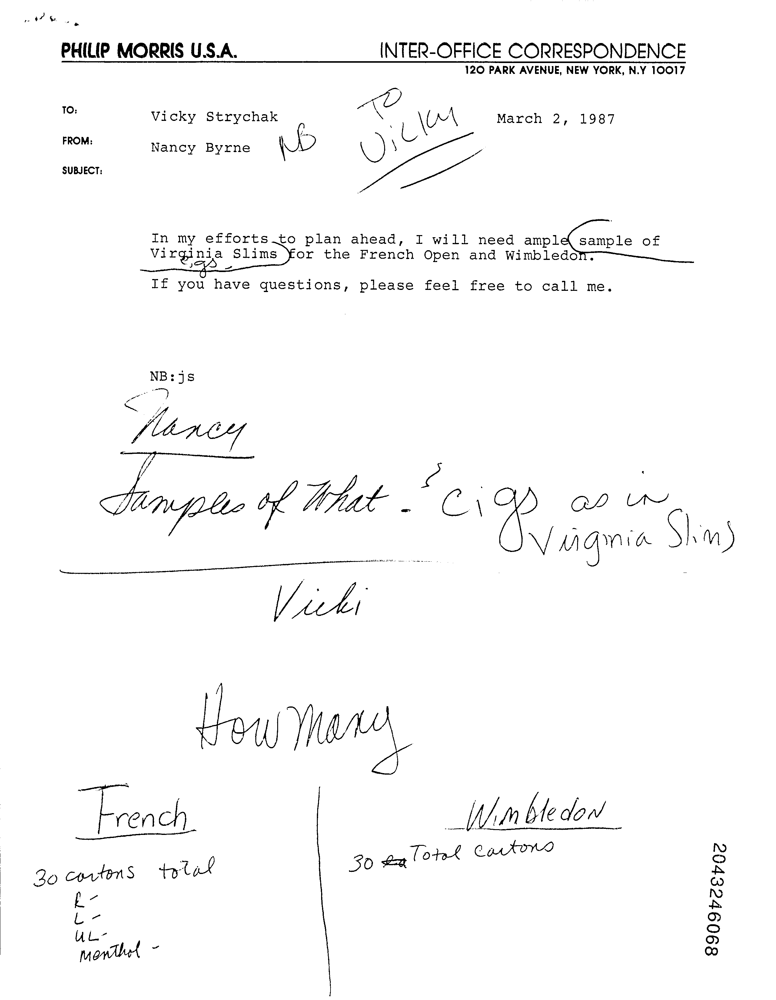 PHILIP MORRIS U.S.A. INTER-OFFICE CORRESPONDENCE
120 PARK AVENUE, NEW YORK, N.Y 10017
TO: Vicky Strychak TO Vicky March 2, 1987
FROM: Nancy Byrne NB
SUBJECT:
In my efforts to plan ahead, I will need ample sample of
Virginia Slims for the French Open and Wimbledon.
cigs
If you have questions, please feel free to call me.
NB:js
Nancy
Samples of What - cigs as in
Virginia Slims
Vicki
How Many
French Wimbledon
30 cartons total 30 Total cartons
R-
L-
UL-
Menthol -
2043246068